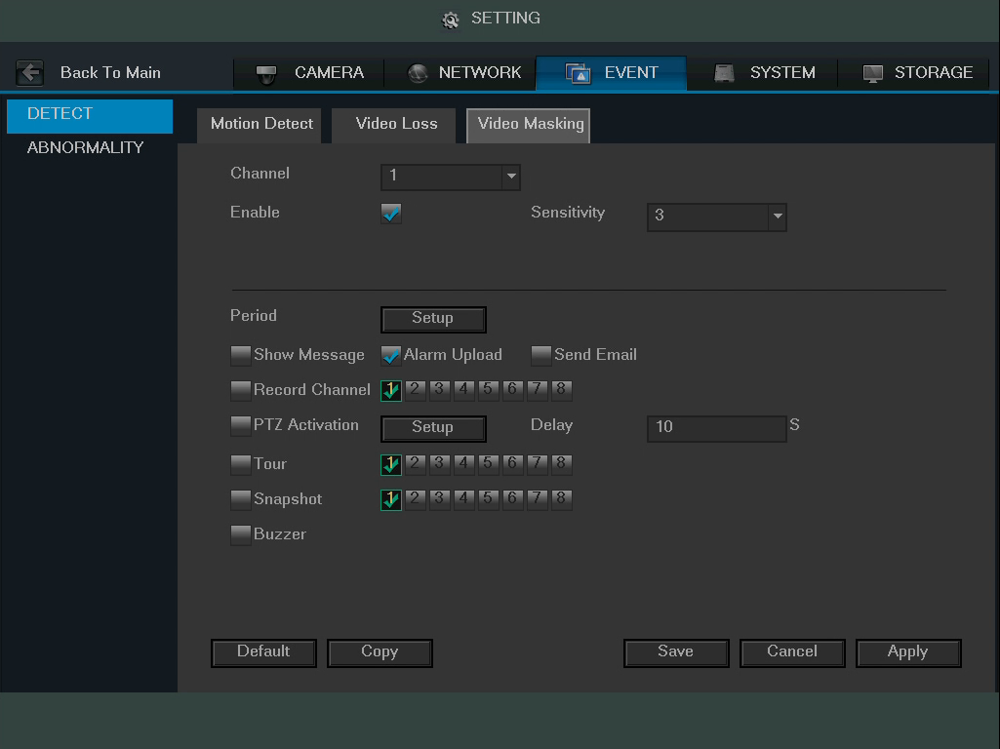 SETTING
Back To Main CAMERA NETWORK EVENT SYSTEM STORAGE
DETECT
ABNORMALITY
Motion Detect Video Loss Video Masking
Channel 1
Enable Sensitivity 3
Period Setup
Show Message Alarm Upload Send Email
Record Channel 1 2 3 4 5 6 7 8
PTZ Activation Setup Delay 10 S
Tour 1 2 3 4 5 6 7 8
Snapshot 1 2 3 4 5 6 7 8
Buzzer
Default Copy Save Cancel Apply